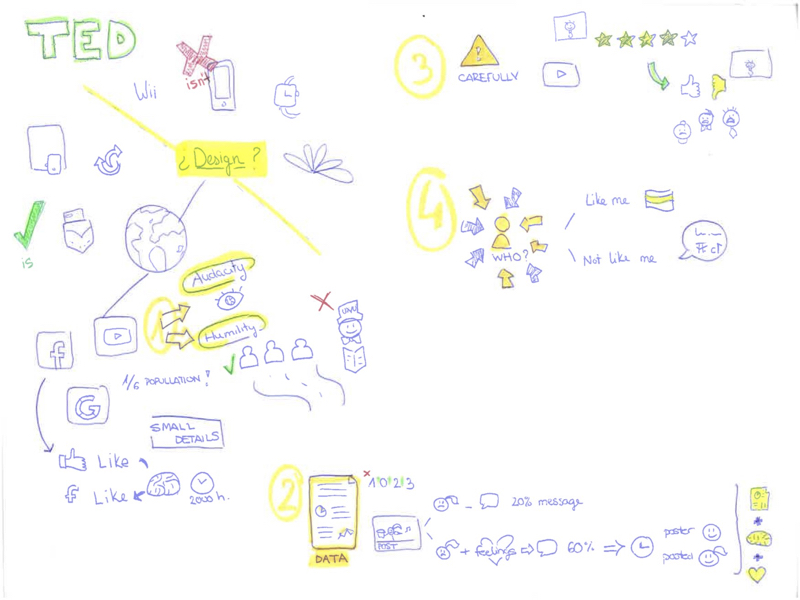 TED
isn't
Wii
¿Design?
is
Audacity
1
Humility
f
1/6 POPULLATION?
G
SMALL
DETAILS
Like
f Like
2000 h.
2
1 0 2 3
DATA
POST
20% message
+ feelings
60%
poster
posted
3
CAREFULLY
4
WHO?
Like me
Not like me